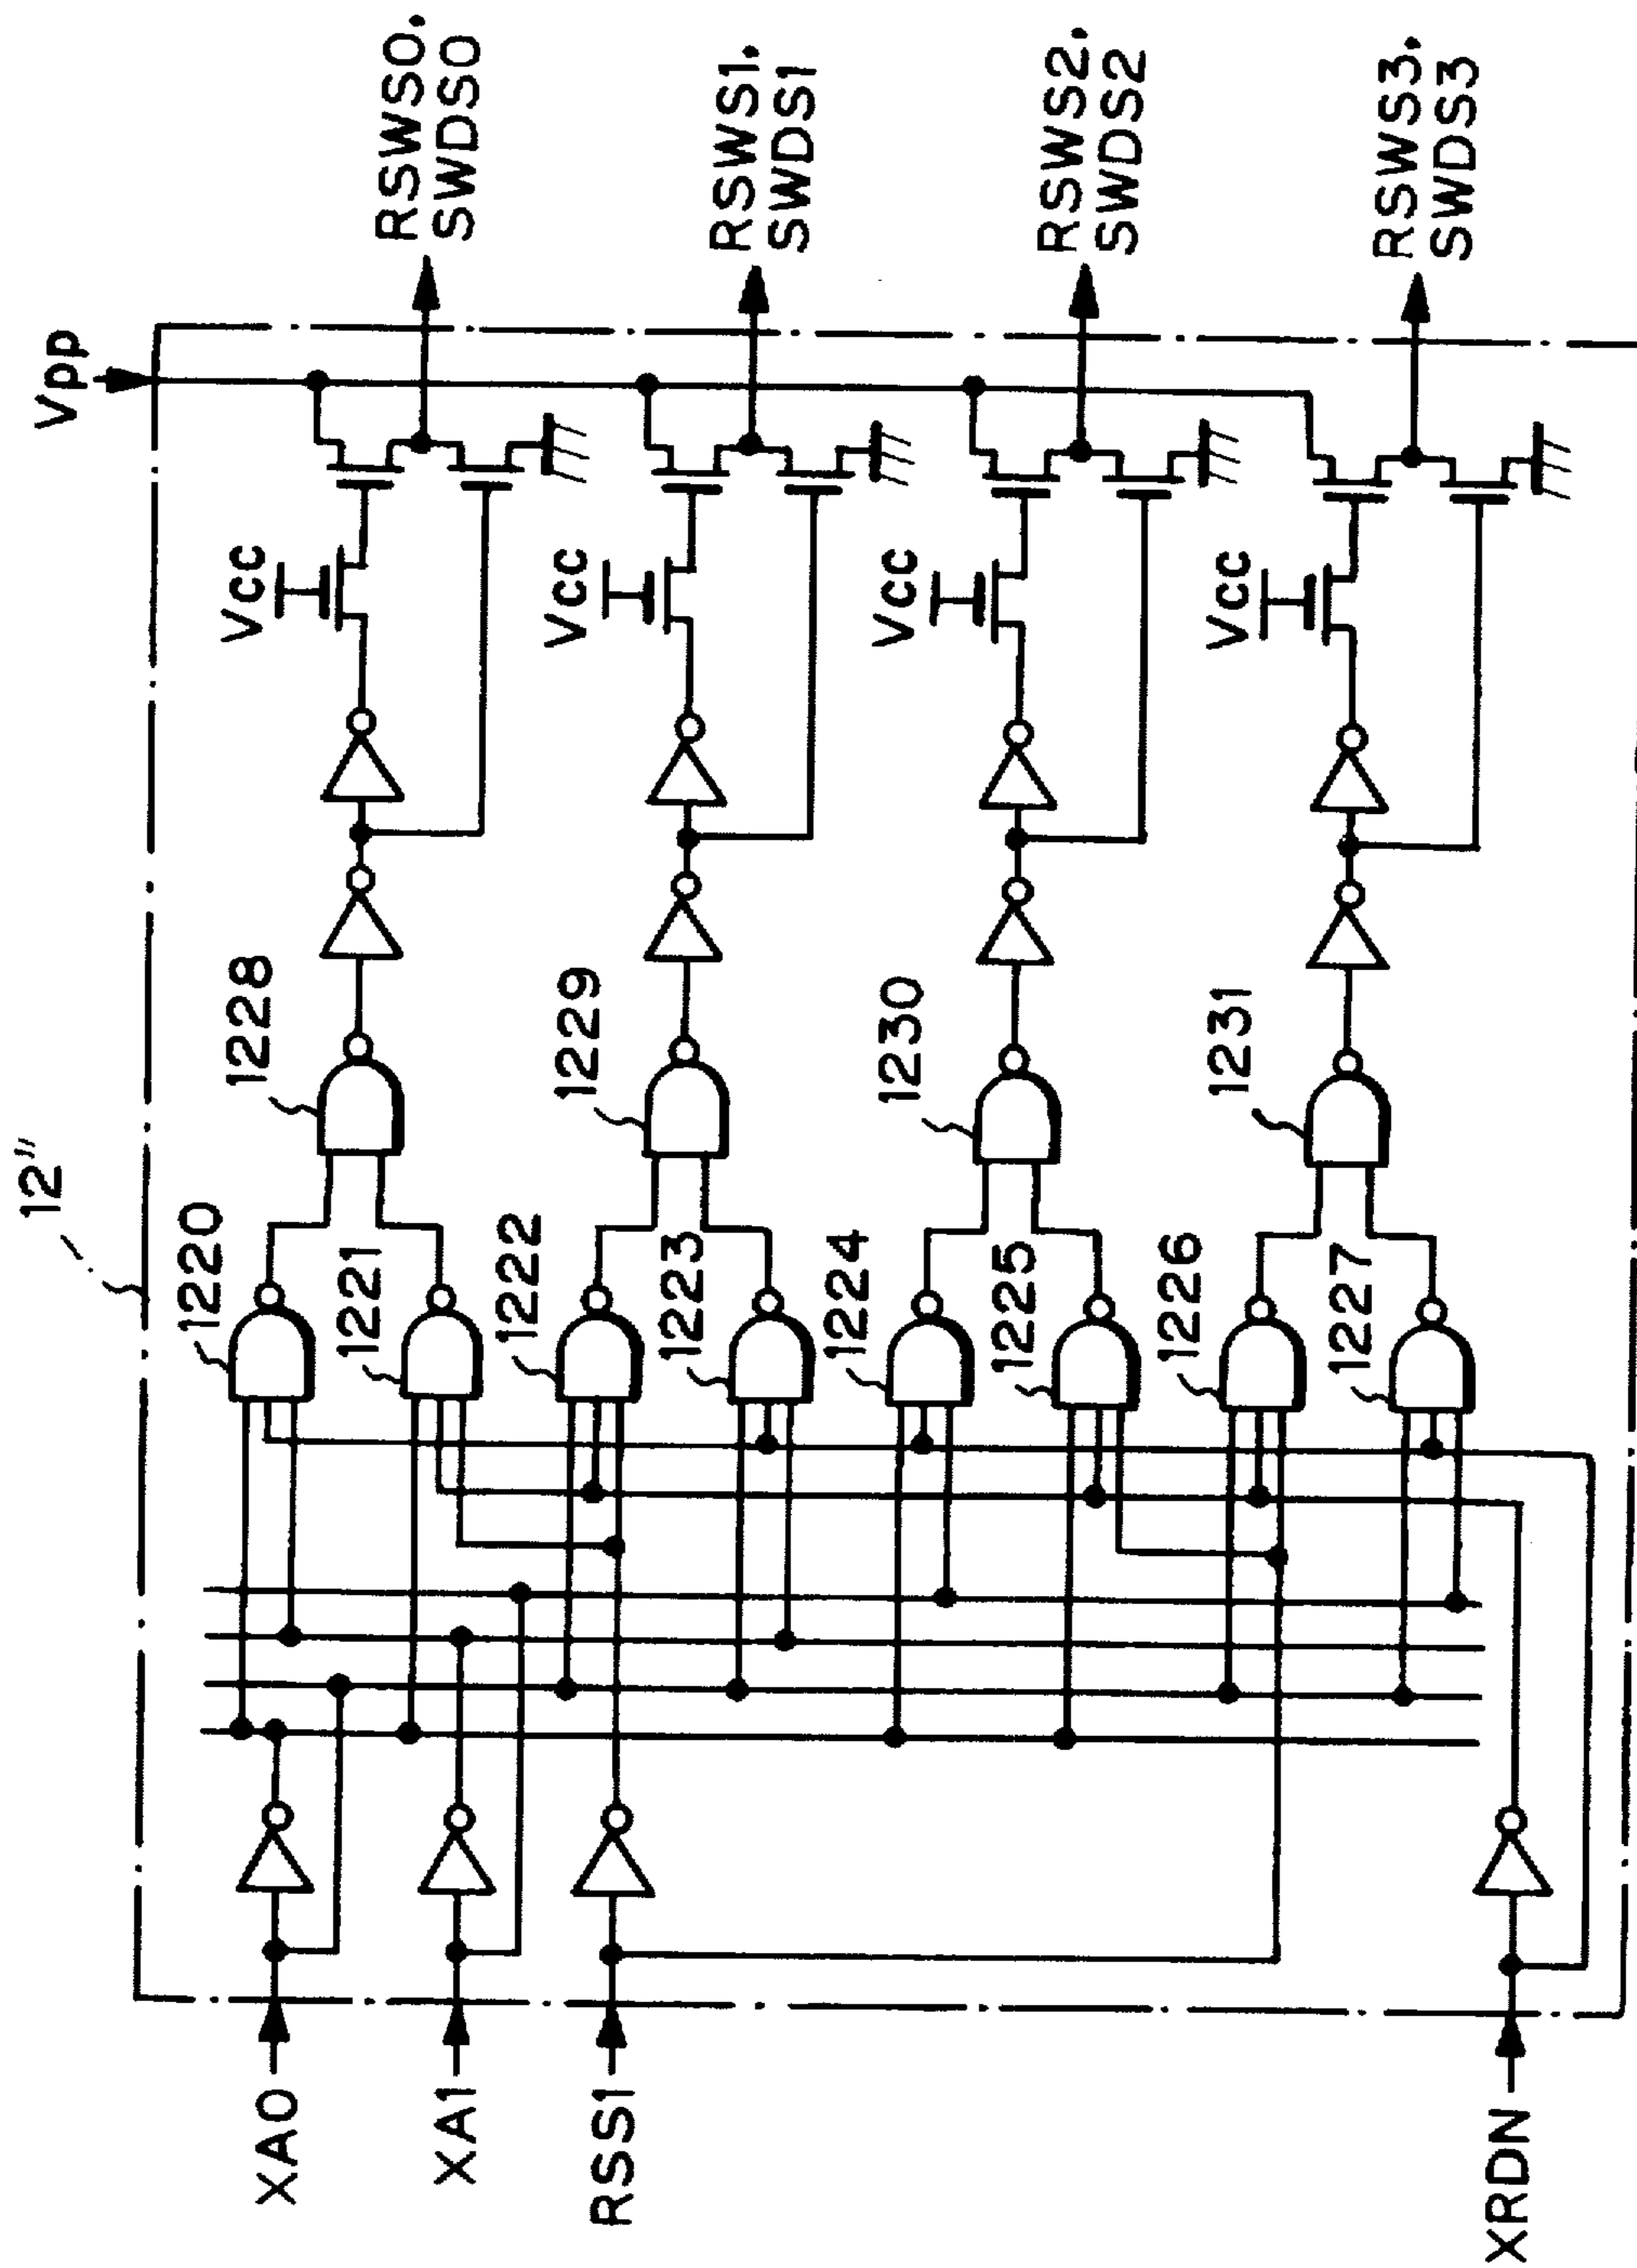 12"
Vpp
XA0
XA1
RSS1
XRDN
1220
1221
1222
1223
1224
1225
1226
1227
1228
1229
1230
1231
Vcc
Vcc
Vcc
Vcc
RSWS0.
SWDS0
RSWS1.
SWDS1
RSWS2.
SWDS2
RSWS3.
SWDS3